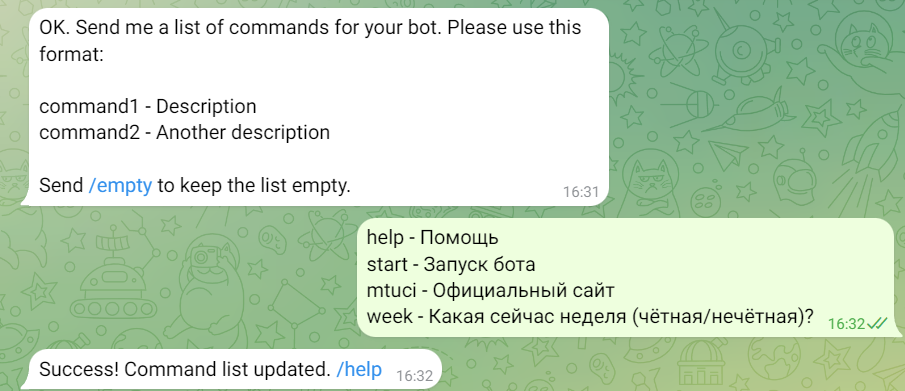 OK. Send me a list of commands for your bot. Please use this
format:
command1 - Description
command2 - Another description
Send /empty to keep the list empty.
16:31
help - Помощь
start - Запуск бота
mtuci - Официальный сайт
week - Какая сейчас неделя (чётная/нечётная)?
16:32
Success! Command list updated. /help
16:32